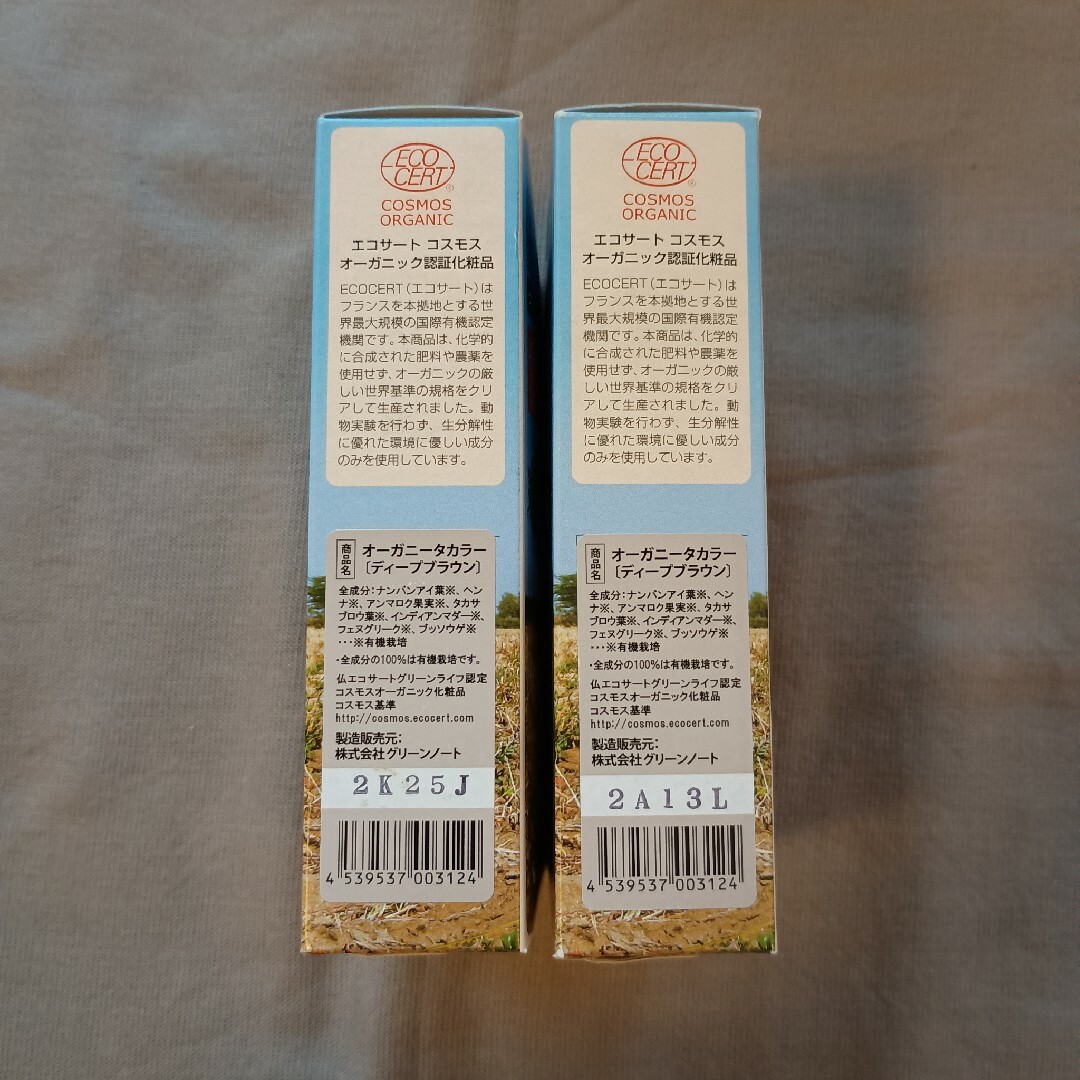 ECO
CERT
®
COSMOS
ORGANIC
エコサート コスモス
オーガニック認証化粧品
ECOCERT(エコサート)は
フランスを本拠地とする世
界最大規模の国際有機認定
機関です。本商品は、化学的
に合成された肥料や農薬を
使用せず、オーガニックの厳
しい世界基準の規格をクリ
アして生産されました。動
物実験を行わず、生分解性
に優れた環境に優しい成分
のみを使用しています。
商品名
オーガニータカラー
〔ディープブラウン〕
全成分:ナンバンアイ葉※、ヘン
ナ※、アンマロク果実※、タカサ
ブロウ葉※、インディアンマダー※、
フェヌグリーク※、ブッソウゲ※
･･･※有機栽培
・全成分の100%は有機栽培です。
仏エコサートグリーンライフ認定
コスモスオーガニック化粧品
コスモス基準
http://cosmos.ecocert.com
製造販売元:
株式会社グリーンノート
2K25J
4 539537 003124
ECO
CERT
®
COSMOS
ORGANIC
エコサート コスモス
オーガニック認証化粧品
ECOCERT(エコサート)は
フランスを本拠地とする世
界最大規模の国際有機認定
機関です。本商品は、化学的
に合成された肥料や農薬を
使用せず、オーガニックの厳
しい世界基準の規格をクリ
アして生産されました。動
物実験を行わず、生分解性
に優れた環境に優しい成分
のみを使用しています。
商品名
オーガニータカラー
〔ディープブラウン〕
全成分:ナンバンアイ葉※、ヘン
ナ※、アンマロク果実※、タカサ
ブロウ葉※、インディアンマダー※、
フェヌグリーク※、ブッソウゲ※
･･･※有機栽培
・全成分の100%は有機栽培です。
仏エコサートグリーンライフ認定
コスモスオーガニック化粧品
コスモス基準
http://cosmos.ecocert.com
製造販売元:
株式会社グリーンノート
2A13L
4 539537 003124